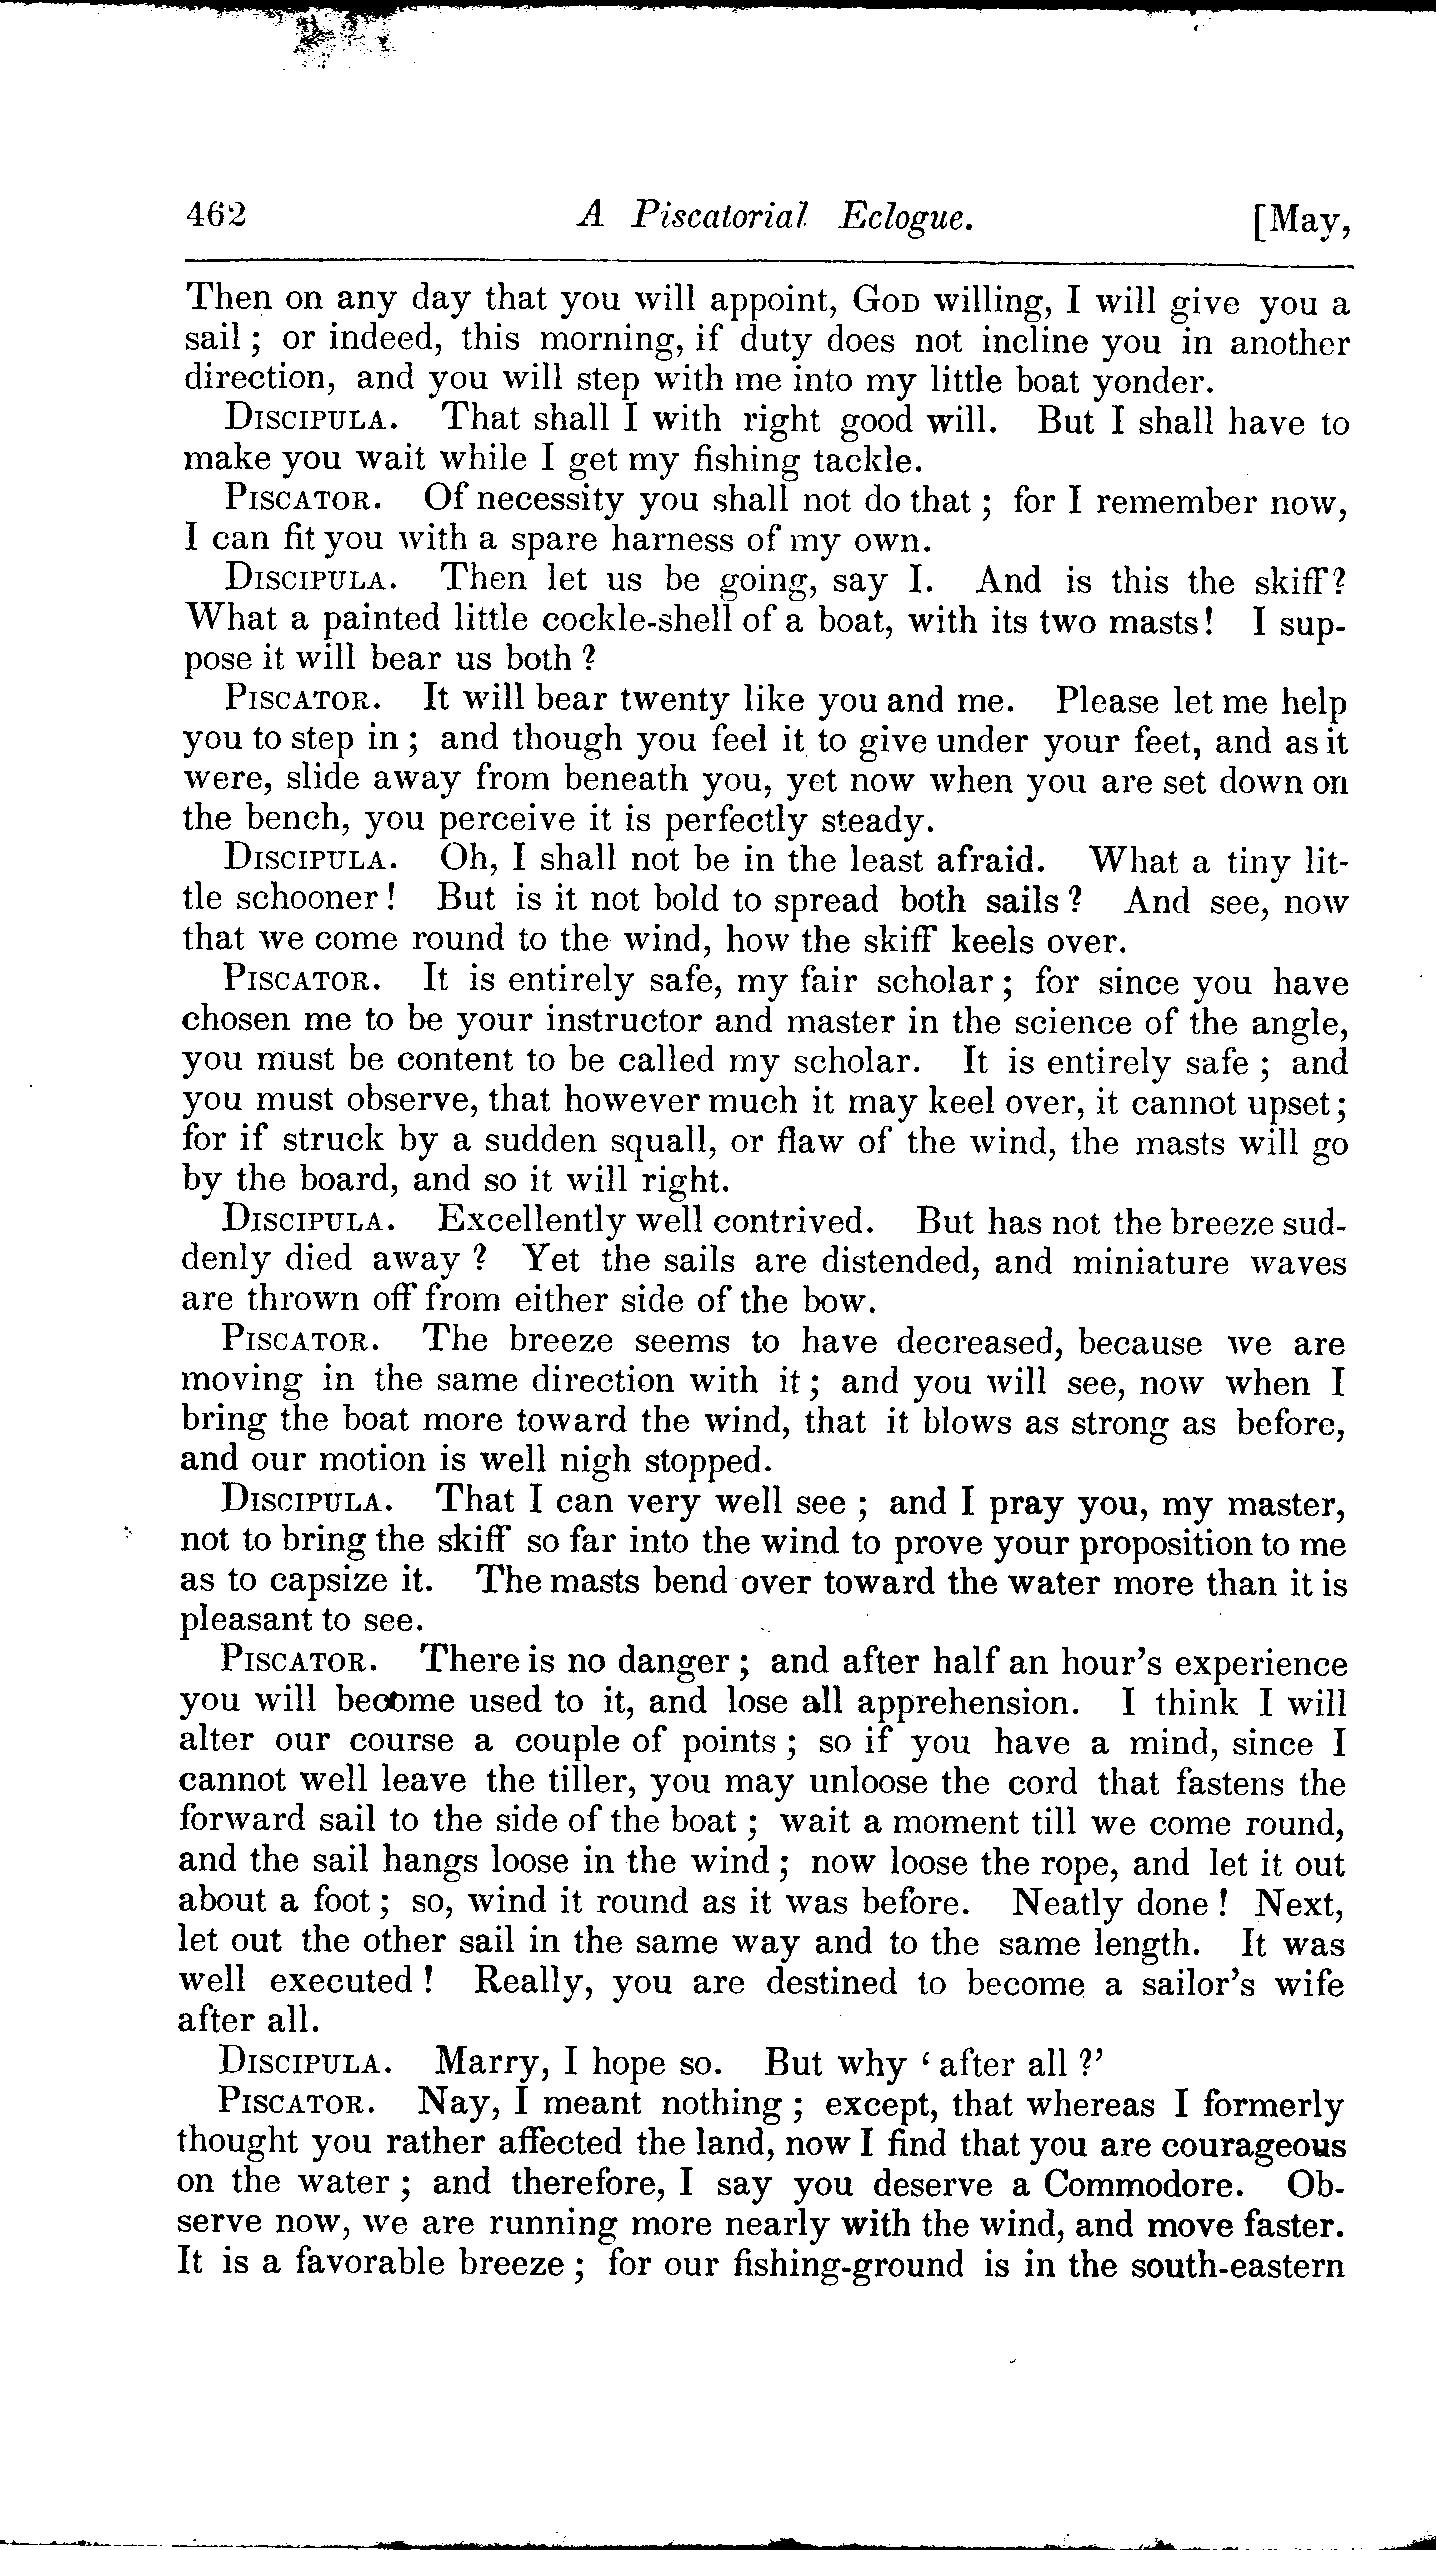 462 A Piscatorial Eclogue. [May,
Then on any day that you will appoint, GOD willing, I will give you a
sail ; or indeed, this morning, if duty does not incline you in another
direction, and you will step with me into my little boat yonder.
DISCIPULA. That shall I with right good will. But I shall have to
make you wait while I get my fishing tackle.
PISCATOR. Of necessity you shall not do that ; for I remember now,
I can fit you with a spare harness of my own.
DISCIPULA. Then let us be going, say I. And is this the skiff?
What a painted little cockle-shell of a boat, with its two masts! I sup-
pose it will bear us both ?
PISCATOR. It will bear twenty like you and me. Please let me help
you to step in ; and though you feel it to give under your feet, and as it
were, slide away from beneath you, yet now when you are set down on
the bench, you perceive it is perfectly steady.
DISCIPULA. Oh, I shall not be in the least afraid. What a tiny lit-
tle schooner ! But is it not bold to spread both sails ? And see, now
that we come round to the wind, how the skiff keels over.
PISCATOR. It is entirely safe, my fair scholar ; for since you have
chosen me to be your instructor and master in the science of the angle,
you must be content to be called my scholar. It is entirely safe ; and
you must observe, that however much it may keel over, it cannot upset ;
for if struck by a sudden squall, or flaw of the wind, the masts will go
by the board, and so it will right.
DISCIPULA. Excellently well contrived. But has not the breeze sud-
denly died away ? Yet the sails are distended, and miniature waves
are thrown off from either side of the bow.
PISCATOR. The breeze seems to have decreased, because we are
moving in the same direction with it ; and you will see, now when I
bring the boat more toward the wind, that it blows as strong as before,
and our motion is well nigh stopped.
DISCIPULA. That I can very well see ; and I pray you, my master,
not to bring the skiff so far into the wind to prove your proposition to me
as to capsize it. The masts bend over toward the water more than it is
pleasant to see.
PISCATOR. There is no danger ; and after half an hour's experience
you will become used to it, and lose all apprehension. I think I will
alter our course a couple of points ; so if you have a mind, since I
cannot well leave the tiller, you may unloose the cord that fastens the
forward sail to the side of the boat ; wait a moment till we come round,
and the sail hangs loose in the wind ; now loose the rope, and let it out
about a foot ; so, wind it round as it was before. Neatly done ! Next,
let out the other sail in the same way and to the same length. It was
well executed ! Really, you are destined to become a sailor's wife
after all.
DISCIPULA. Marry, I hope so. But why ‘ after all ?’
PISCATOR. Nay, I meant nothing ; except, that whereas I formerly
thought you rather affected the land, now I find that you are courageous
on the water ; and therefore, I say you deserve a Commodore. Ob-
serve now, we are running more nearly with the wind, and move faster.
It is a favorable breeze ; for our fishing-ground is in the south-eastern